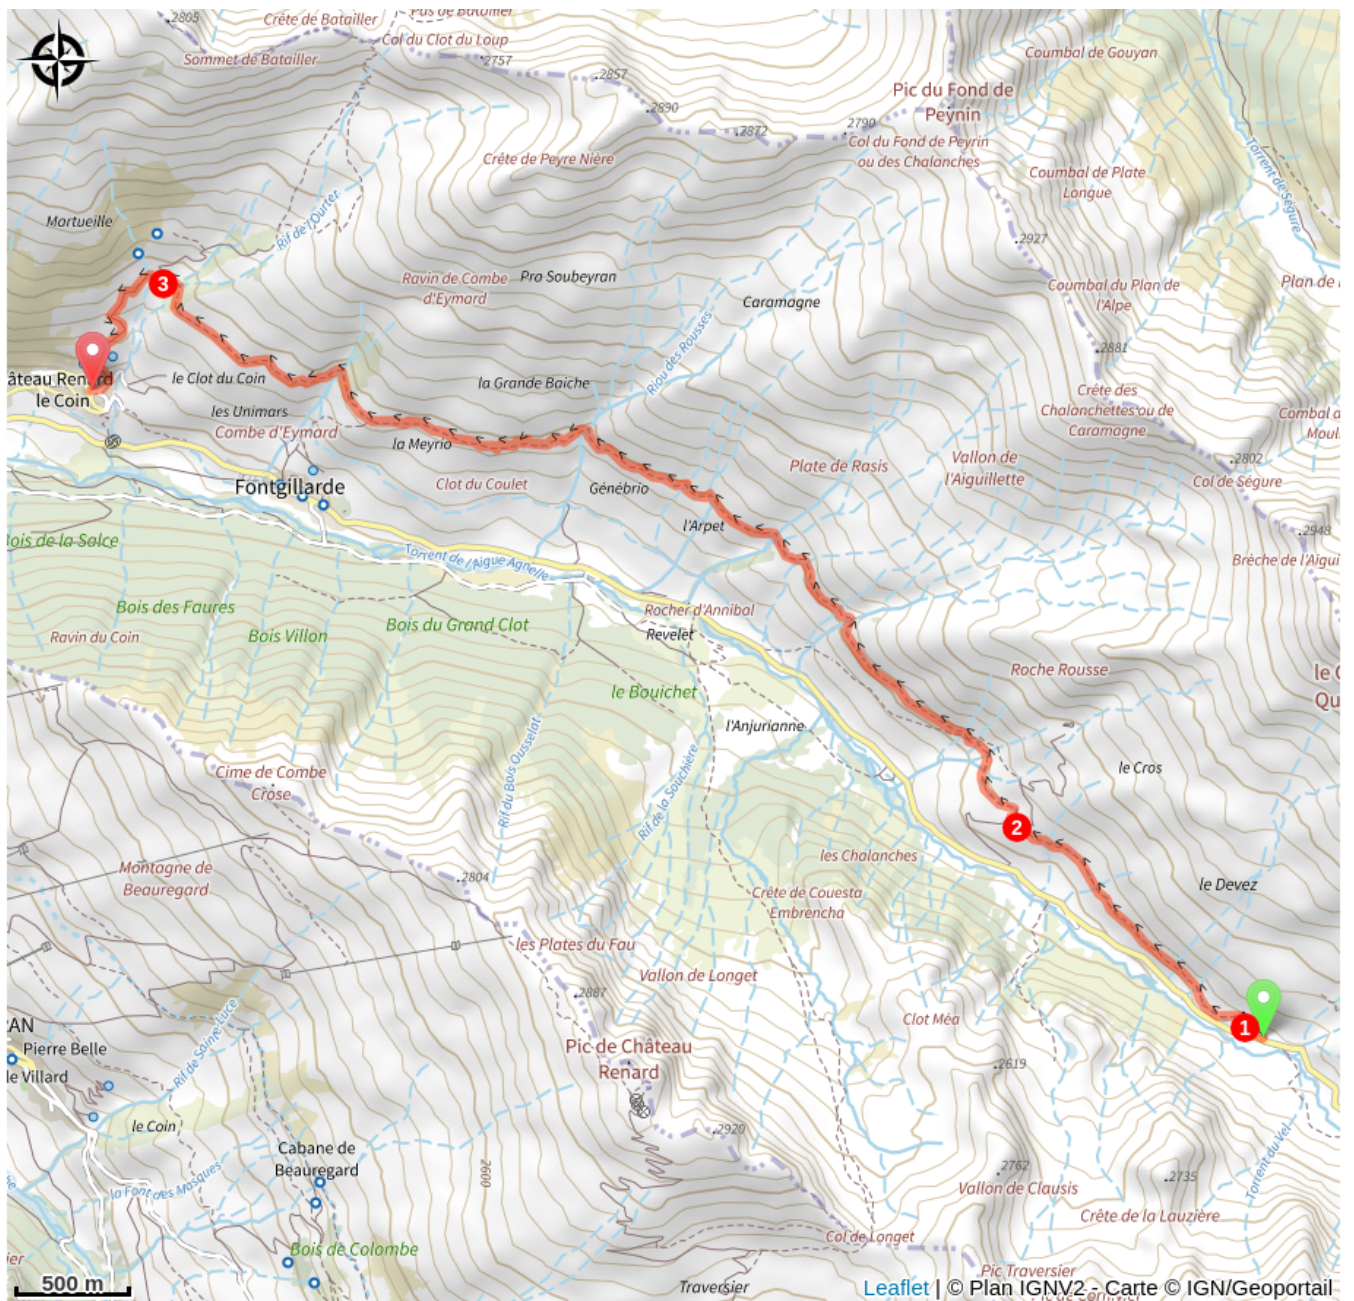 2805
Crête de Batailler
Pas de Batailler
Col du Clot du Loup
Sommet de Batailler
2757
2857
Coumbal de Gouyan
Pic du Fond de
Peynin
2890
2872
2790
Col du Fond de Peyrin
ou des Chalanches
Crête de Peyre Nière
Torrent de Ségure
Coumbal de Plate
Longue
Martueille
Rif de l'Ourter
2927
Ravin de Combe
d'Eymard
Pra Soubeyran
Caramagne
Coumbal du Plan de
l'Alpe
Plan de
3
Riou des Rousses
2881
âteau Renard
le Coin
le Clot du Coin
la Grande Baiche
Crête des
Chalanchettes ou de
Caramagne
Combal d
Moul
les Unimars
Combe d'Eymard
la Meyrio
Plate de Rasis
Vallon de
l'Aiguillette
2802
Col de Ségure
Fontgillarde
Clot du Coulet
Génébrio
l'Arpet
2948
Bois de la Salce
Torrent de l'Aigue Agnelle
Brèche de l'Aigui
Bois des Faures
Rocher d'Annibal
Ravin du Coin
Bois Villon
Bois du Grand Clot
Revelet
Roche Rousse
le C
Qu
le Bouichet
l'Anjurianne
Cime de Combe
Crose
Rif du Bois Ousselat
Rif de la Souchière
le Cros
2
Montagne de
Beauregard
2804
les Chalanches
le Devez
Crête de Couesta
Embrencha
les Plates du Fau
Vallon de Longet
2887
Clot Méa
1
RAN
Pierre Belle
le Villard
Rif de Sainte-Luce
Pic de Château
Renard
2619
le Coin
2920
Cabane de
Beauregard
2600
2762
2735
Torrent du Vel
la Font des Masques
Vallon de Clausis
Crête de la Lauzière
Col de Longet
Bois de Colombe
ier
Pic Traversier
500 m
Traversier
Leaflet | © Plan IGNV2 - Carte © IGN/Geoportail